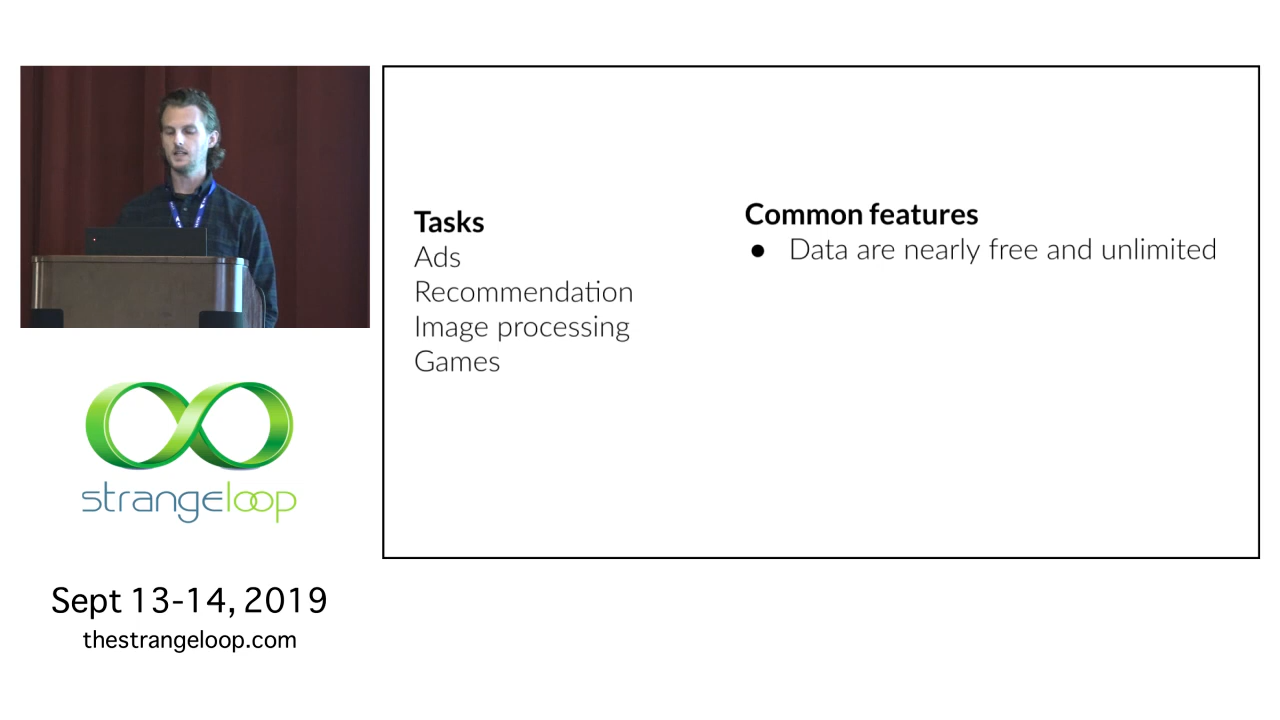 Tasks
Ads
Recommendation
Image processing
Games
Common features
● Data are nearly free and unlimited
strangeloop
Sept 13-14, 2019
thestrangeloop.com